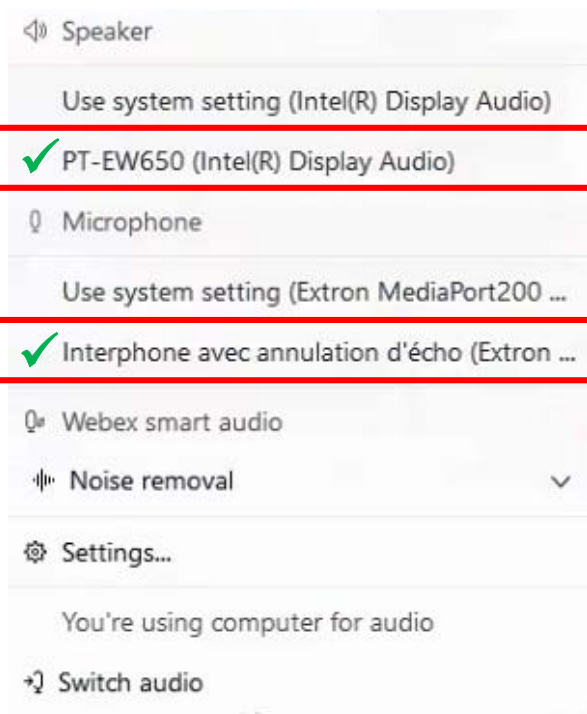 Speaker
Use system setting (Intel(R) Display Audio)
PT-EW650 (Intel(R) Display Audio)
Microphone
Use system setting (Extron MediaPort200 ...
Interphone avec annulation d'écho (Extron ...
Webex smart audio
Noise removal
Settings...
You're using computer for audio
Switch audio